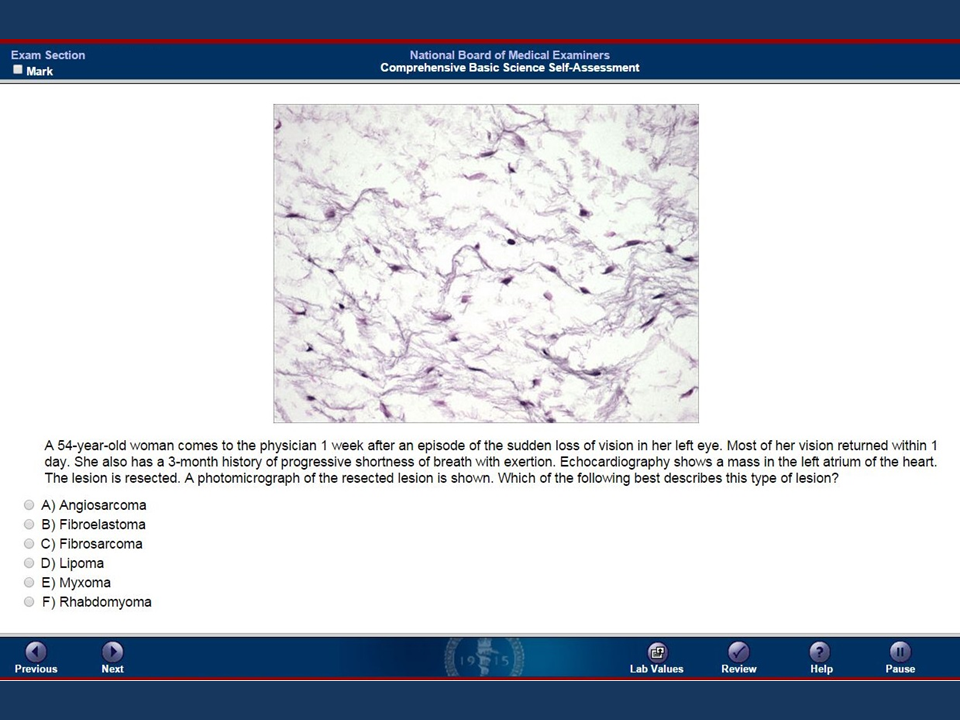 Exam Section
Mark
National Board of Medical Examiners
Comprehensive Basic Science Self-Assessment
A 54-year-old woman comes to the physician 1 week after an episode of the sudden loss of vision in her left eye. Most of her vision returned within 1
day. She also has a 3-month history of progressive shortness of breath with exertion. Echocardiography shows a mass in the left atrium of the heart.
The lesion is resected. A photomicrograph of the resected lesion is shown. Which of the following best describes this type of lesion?
A) Angiosarcoma
B) Fibroelastoma
C) Fibrosarcoma
D) Lipoma
E) Myxoma
F) Rhabdomyoma
Previous
Next
19 15
Lab Values
Review
Help
Pause